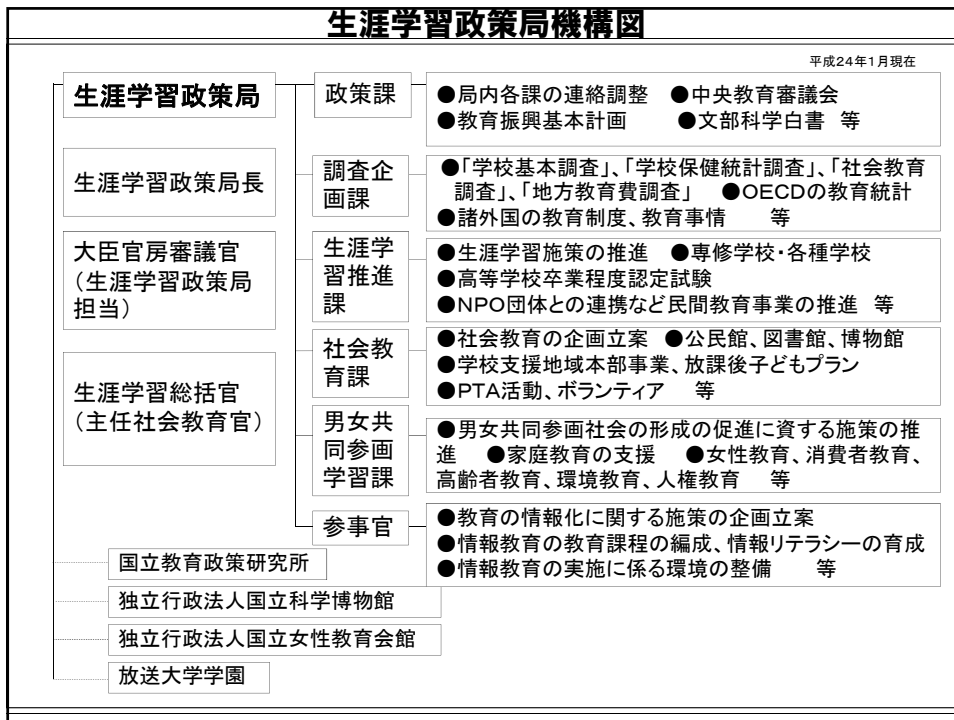 生涯学習政策局機構図
平成24年1月現在
生涯学習政策局
生涯学習政策局長
大臣官房審議官
(生涯学習政策局
担当)
生涯学習総括官
(主任社会教育官)
政策課
●局内各課の連絡調整　●中央教育審議会
●教育振興基本計画　　●文部科学白書　等
調査企
画課
●「学校基本調査」、「学校保健統計調査」、「社会教育
調査」、「地方教育費調査」　●OECDの教育統計
●諸外国の教育制度、教育事情　　等
生涯学
習推進
課
●生涯学習施策の推進　●専修学校・各種学校
●高等学校卒業程度認定試験
●NPO団体との連携など民間教育事業の推進　等
社会教
育課
●社会教育の企画立案　●公民館、図書館、博物館
●学校支援地域本部事業、放課後子どもプラン
●PTA活動、ボランティア　　等
男女共
同参画
学習課
●男女共同参画社会の形成の促進に資する施策の推
進　●家庭教育の支援　●女性教育、消費者教育、
高齢者教育、環境教育、人権教育　等
参事官
●教育の情報化に関する施策の企画立案
●情報教育の教育課程の編成、情報リテラシーの育成
●情報教育の実施に係る環境の整備　　等
国立教育政策研究所
独立行政法人国立科学博物館
独立行政法人国立女性教育会館
放送大学学園